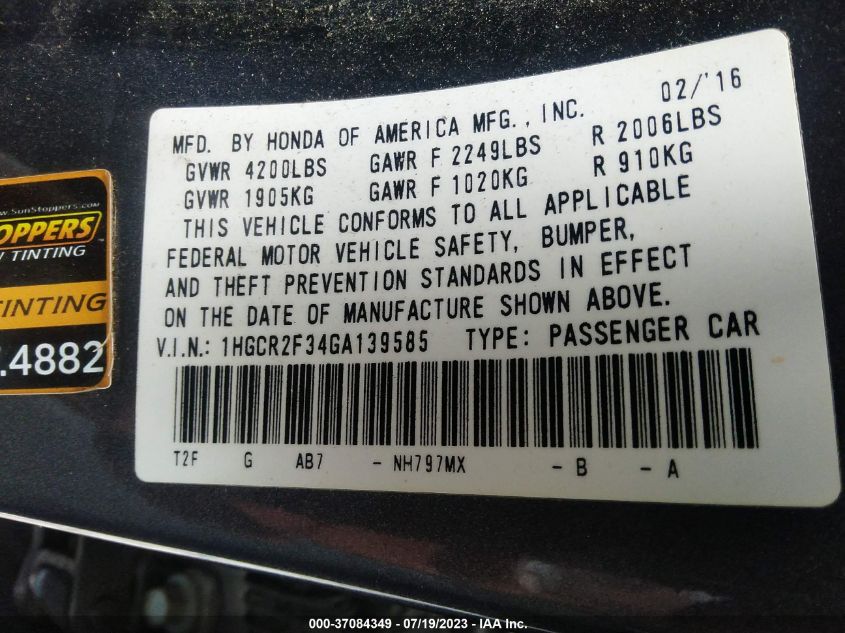 02/'16
MFD. BY HONDA OF AMERICA MFG., INC.
GVWR 4200LBS GAWR F 2249LBS R 2006LBS
GVWR 1905KG GAWR F 1020KG R 910KG
THIS VEHICLE CONFORMS TO ALL APPLICABLE
FEDERAL MOTOR VEHICLE SAFETY, BUMPER,
AND THEFT PREVENTION STANDARDS IN EFFECT
ON THE DATE OF MANUFACTURE SHOWN ABOVE.
V.I.N.: 1HGCR2F34GA139585 TYPE: PASSENGER CAR
T2F G AB7 - NH797MX - B - A
www.SunStoppers
OPPERS
TINTING
INTING
.4882
000-37084349 / 07/19/2023 - IAA Inc.